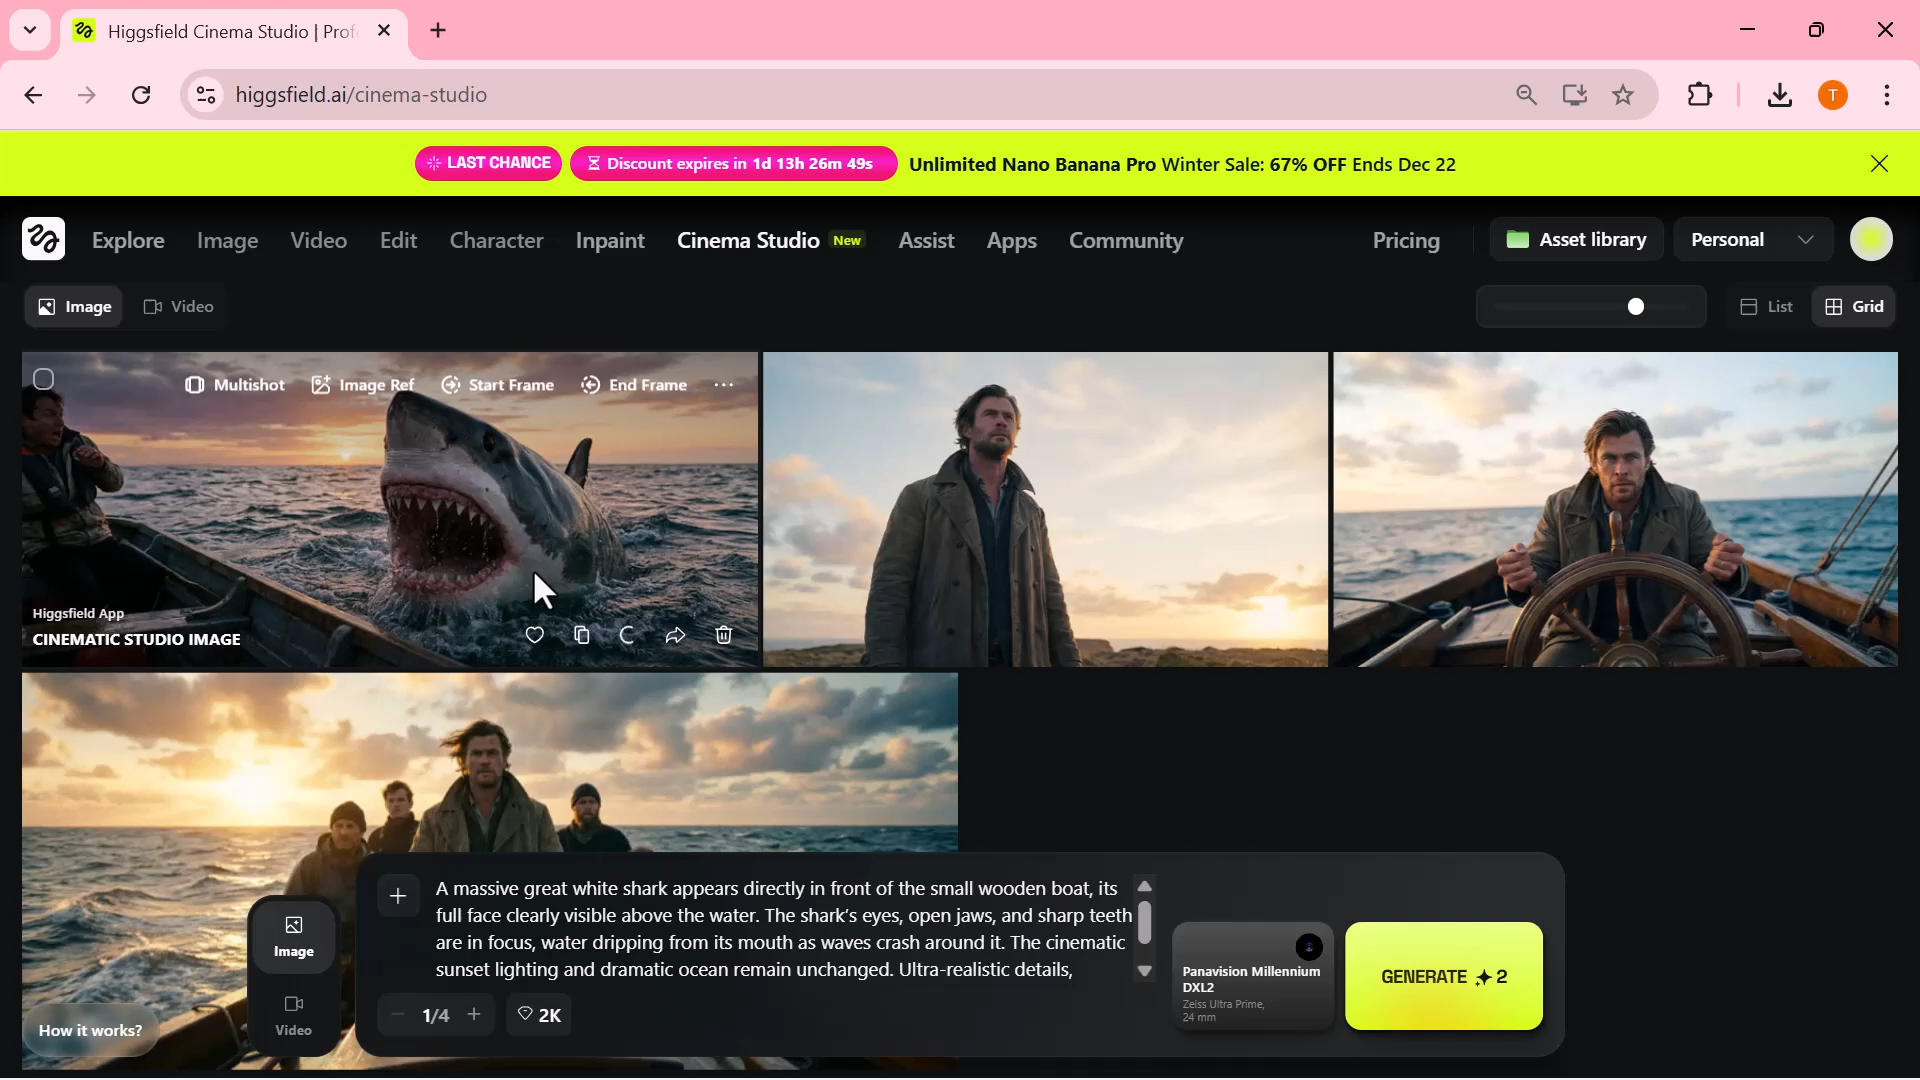 Higgsfield Cinema Studio | Prof
higgsfield.ai/cinema-studio
T
LAST CHANCE
Discount expires in 1d 13h 26m 49s
Unlimited Nano Banana Pro Winter Sale: 67% OFF Ends Dec 22
Explore
Image
Video
Edit
Character
Inpaint
Cinema Studio New
Assist
Apps
Community
Pricing
Asset library
Personal
Image
Video
List
Grid
Multishot
Image Ref
Start Frame
End Frame
Higgsfield App
CINEMATIC STUDIO IMAGE
A massive great white shark appears directly in front of the small wooden boat, its
full face clearly visible above the water. The shark's eyes, open jaws, and sharp teeth
are in focus, water dripping from its mouth as waves crash around it. The cinematic
sunset lighting and dramatic ocean remain unchanged. Ultra-realistic details,
Image
Video
1/4
2K
Panavision Millennium
DXL2
Zeiss Ultra Prime,
24 mm
GENERATE 2
How it works?